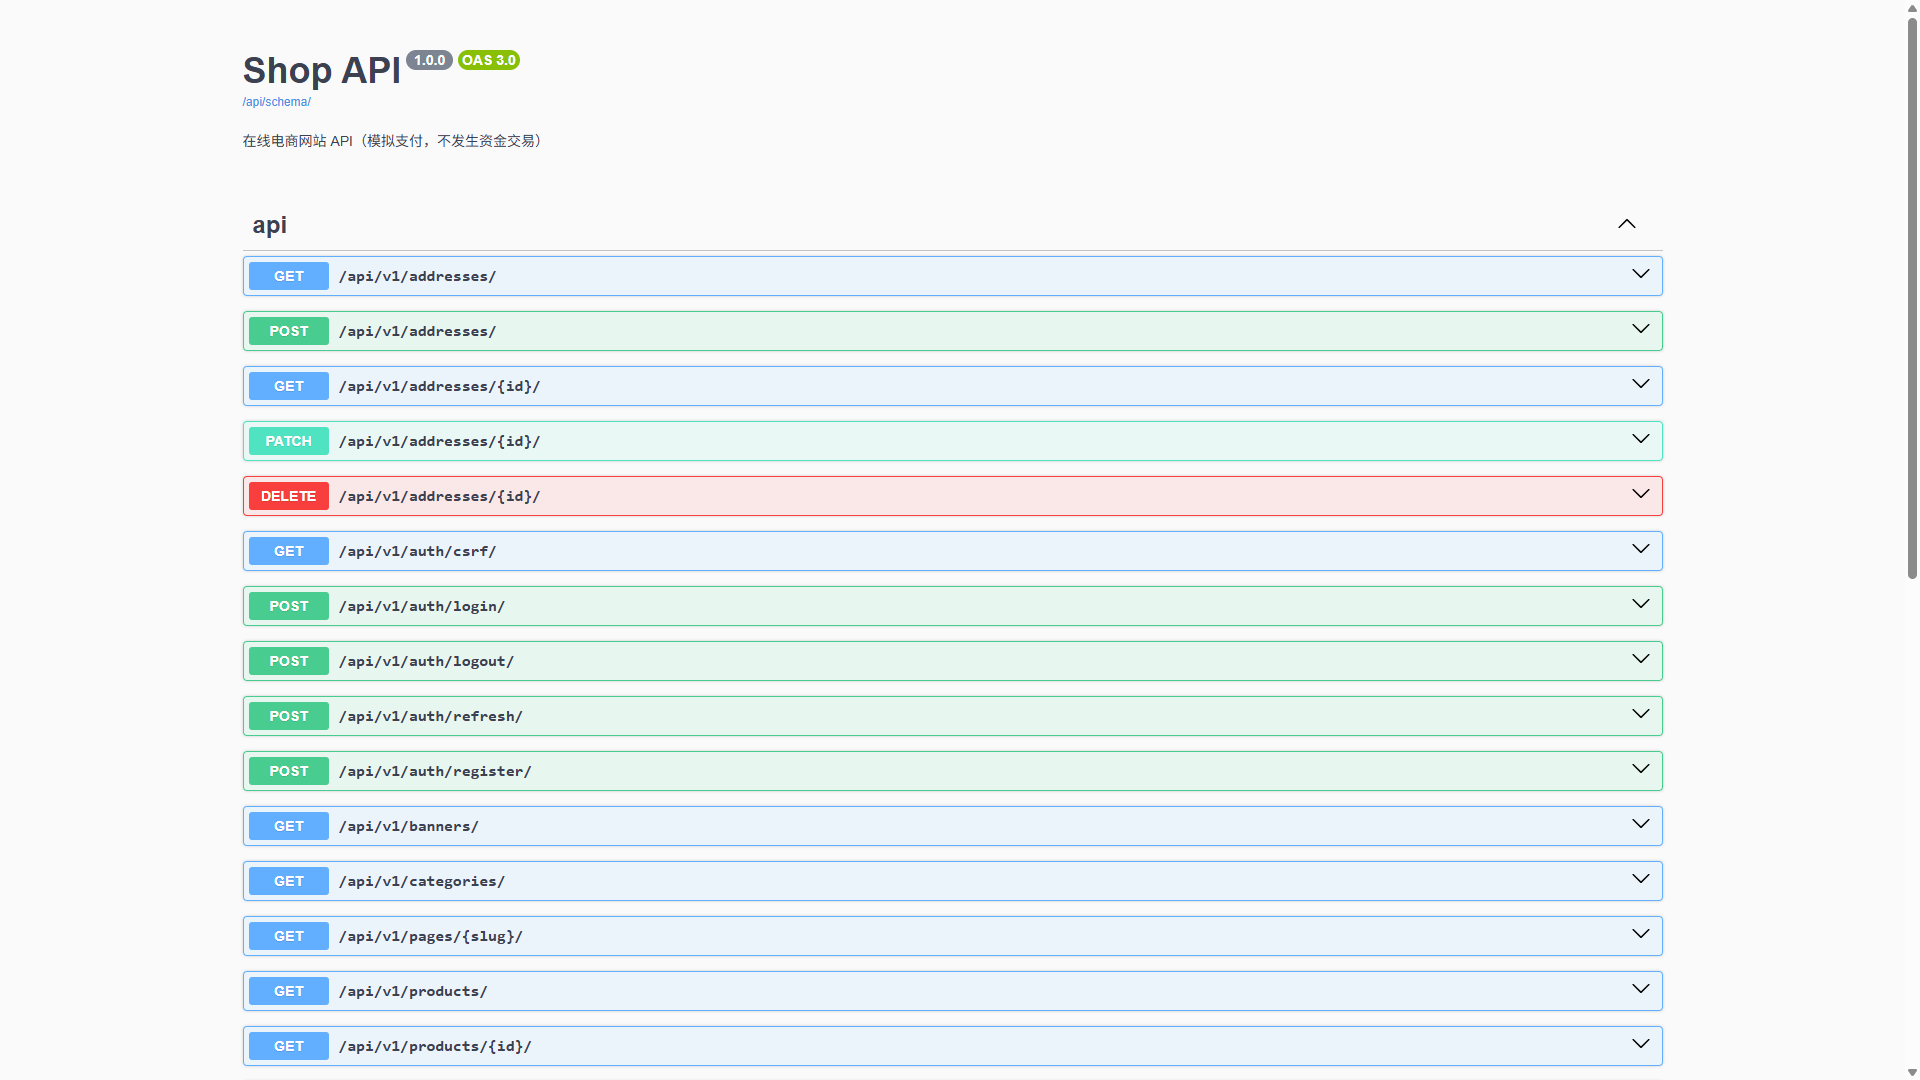 Shop API 1.0.0 OAS 3.0
/api/schema/
在线电商网站 API（模拟支付，不发生资金交易）
api
GET /api/v1/addresses/
POST /api/v1/addresses/
GET /api/v1/addresses/{id}/
PATCH /api/v1/addresses/{id}/
DELETE /api/v1/addresses/{id}/
GET /api/v1/auth/csrf/
POST /api/v1/auth/login/
POST /api/v1/auth/logout/
POST /api/v1/auth/refresh/
POST /api/v1/auth/register/
GET /api/v1/banners/
GET /api/v1/categories/
GET /api/v1/pages/{slug}/
GET /api/v1/products/
GET /api/v1/products/{id}/